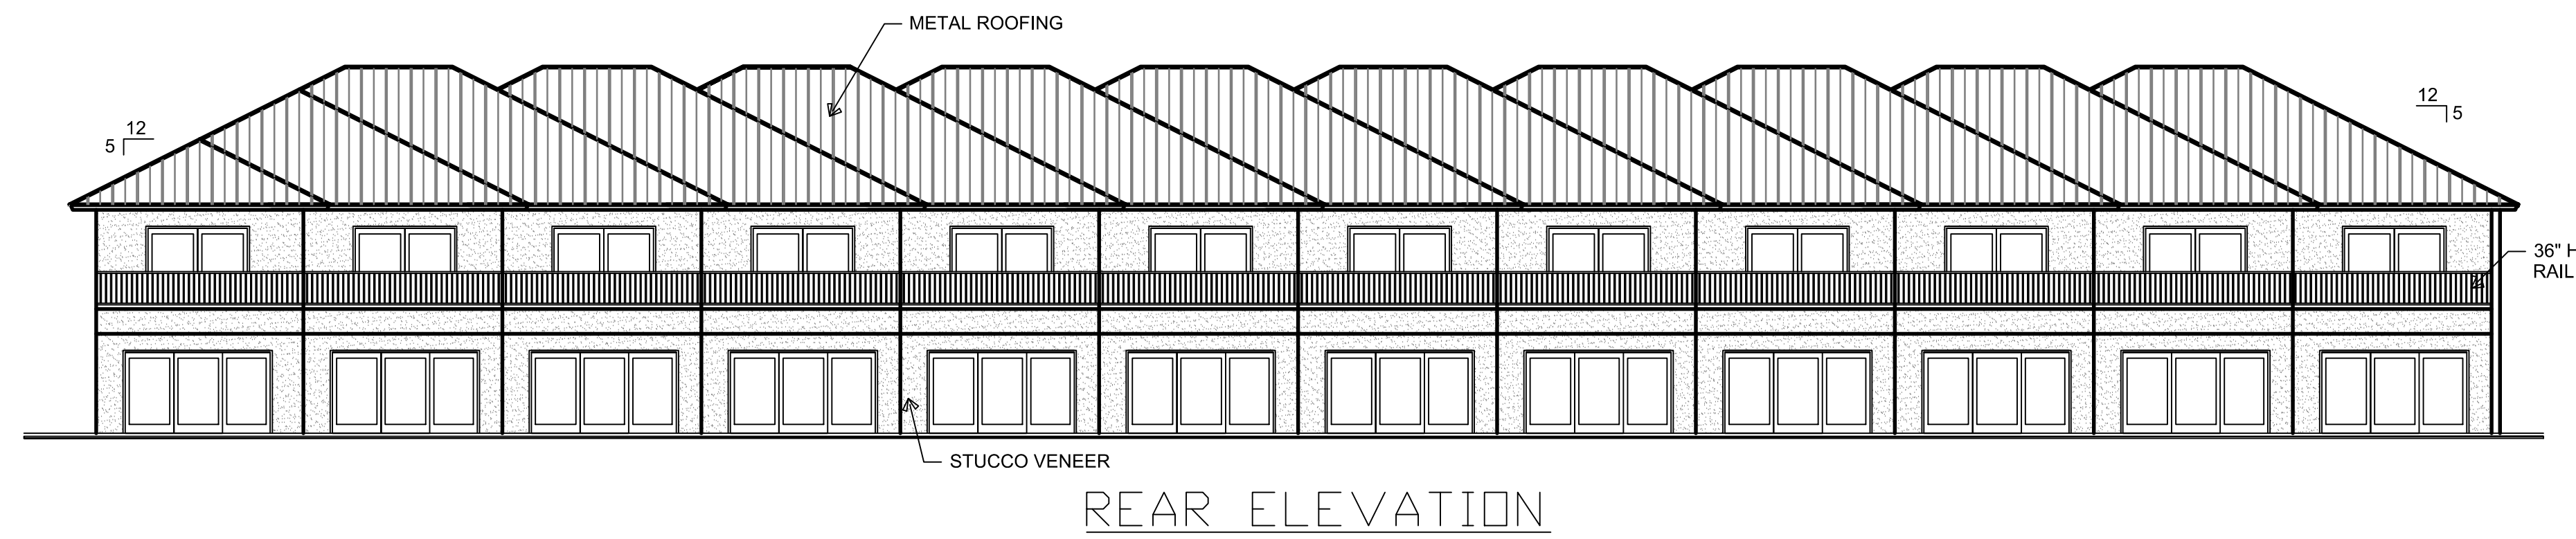 METAL ROOFING
12
5
12
5
36" H
RAIL
STUCCO VENEER
REAR ELEVATION